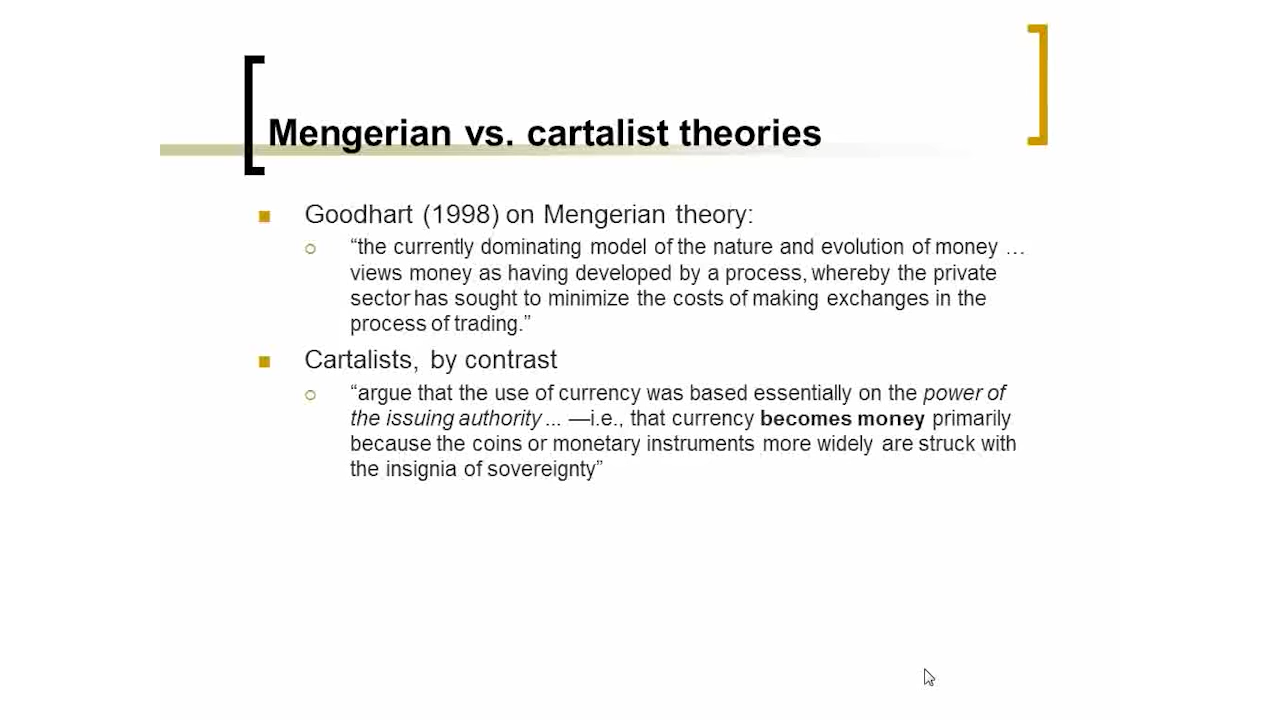 Mengerian vs. cartalist theories
Goodhart (1998) on Mengerian theory:
“the currently dominating model of the nature and evolution of money …
views money as having developed by a process, whereby the private
sector has sought to minimize the costs of making exchanges in the
process of trading.”
Cartalists, by contrast
“argue that the use of currency was based essentially on the power of
the issuing authority ... —i.e., that currency becomes money primarily
because the coins or monetary instruments more widely are struck with
the insignia of sovereignty”